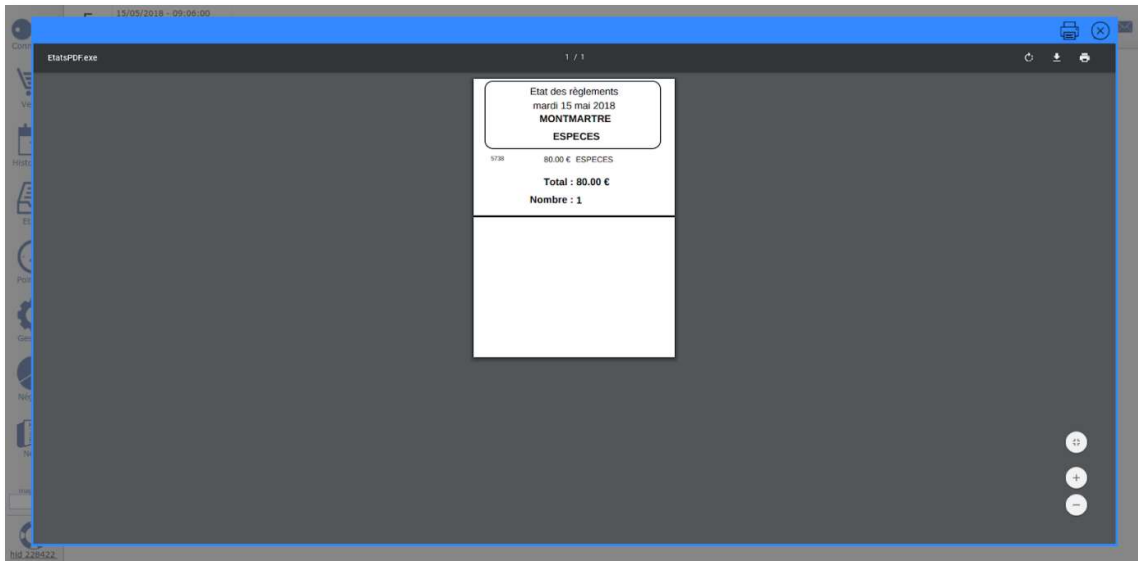 15/05/2018 - 09:06:00
EtatsPDF.exe
1 / 1
Etat des règlements
mardi 15 mai 2018
MONTMARTRE
ESPECES
5738 80.00 € ESPECES
Total : 80.00 €
Nombre : 1
hid 228422